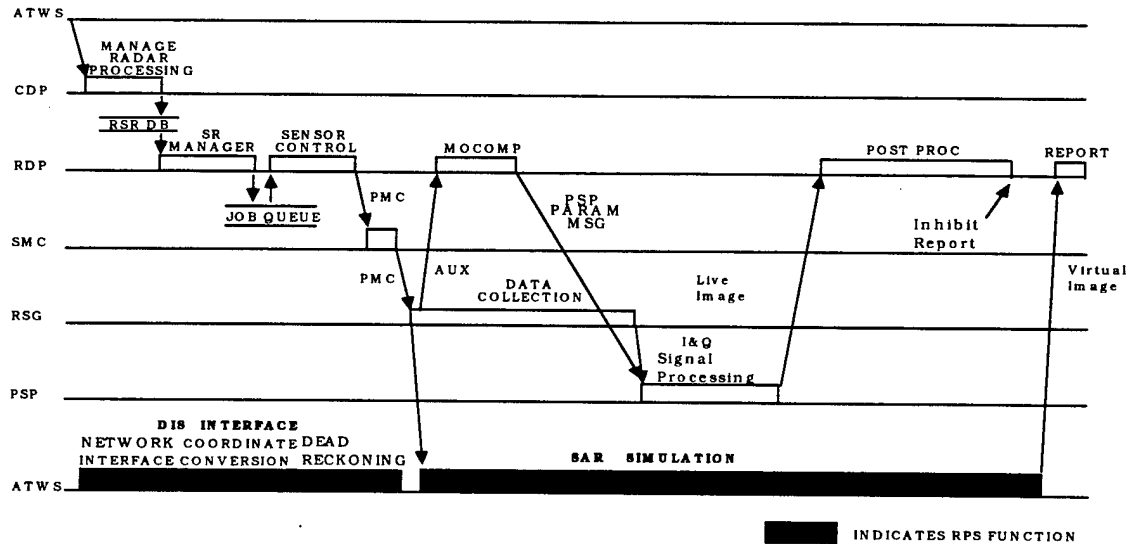 ATWS
MANAGE
RADAR
PROCESSING
CDP
RSR DB
SR
MANAGER
SENSOR
CONTROL
MOCOMP
POST PROC
REPORT
RDP
JOB QUEUE
PMC
PSP
PARAM
MSG
Inhibit
Report
SMC
PMC
AUX
DATA
COLLECTION
Live
Image
Virtual
Image
RSG
I&Q
Signal
Processing
PSP
DIS INTERFACE
NETWORK COORDINATE DEAD
INTERFACE CONVERSION RECKONING
SAR SIMULATION
ATWS
INDICATES RPS FUNCTION